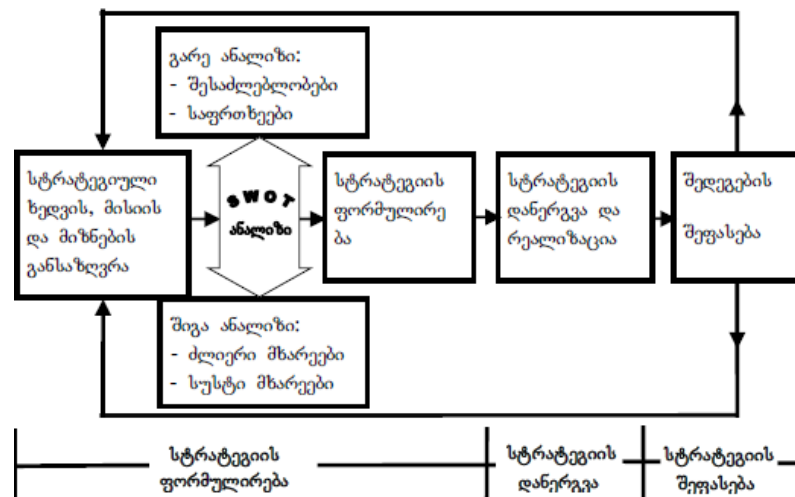 გარე ანალიზი:
- შესაძლებლობები
- საფრთხეები
სტრატეგიული
ხედვის, მისიის
და მიზნების
განსაზღვრა
SWOT
ანალიზი
სტრატეგიის
ფორმულირე
ბა
სტრატეგიის
დანერგვა და
რეალიზაცია
შედეგების
შეფასება
შიგა ანალიზი:
- ძლიერი მხარეები
- სუსტი მხარეები
სტრატეგიის
ფორმულირება
სტრატეგიის
დანერგვა
სტრატეგიის
შეფასება